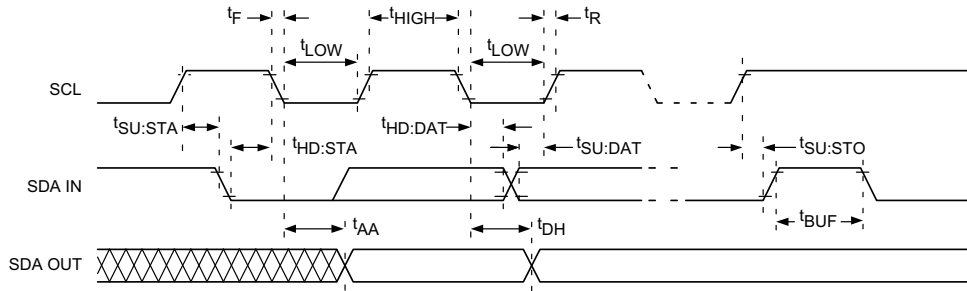 tF
tHIGH
tR
tLOW
tLOW
SCL
tSU:STA
tHD:STA
tHD:DAT
tSU:DAT
tSU:STO
SDA IN
tAA
tDH
tBUF
SDA OUT